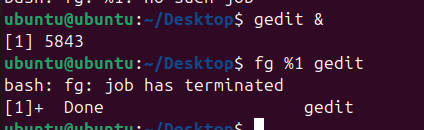 bash: fg: %1: no such job
ubuntu@ubuntu:~/Desktop$ gedit &
[1] 5843
ubuntu@ubuntu:~/Desktop$ fg %1 gedit
bash: fg: job has terminated
[1]+  Done                    gedit
ubuntu@ubuntu:~/Desktop$